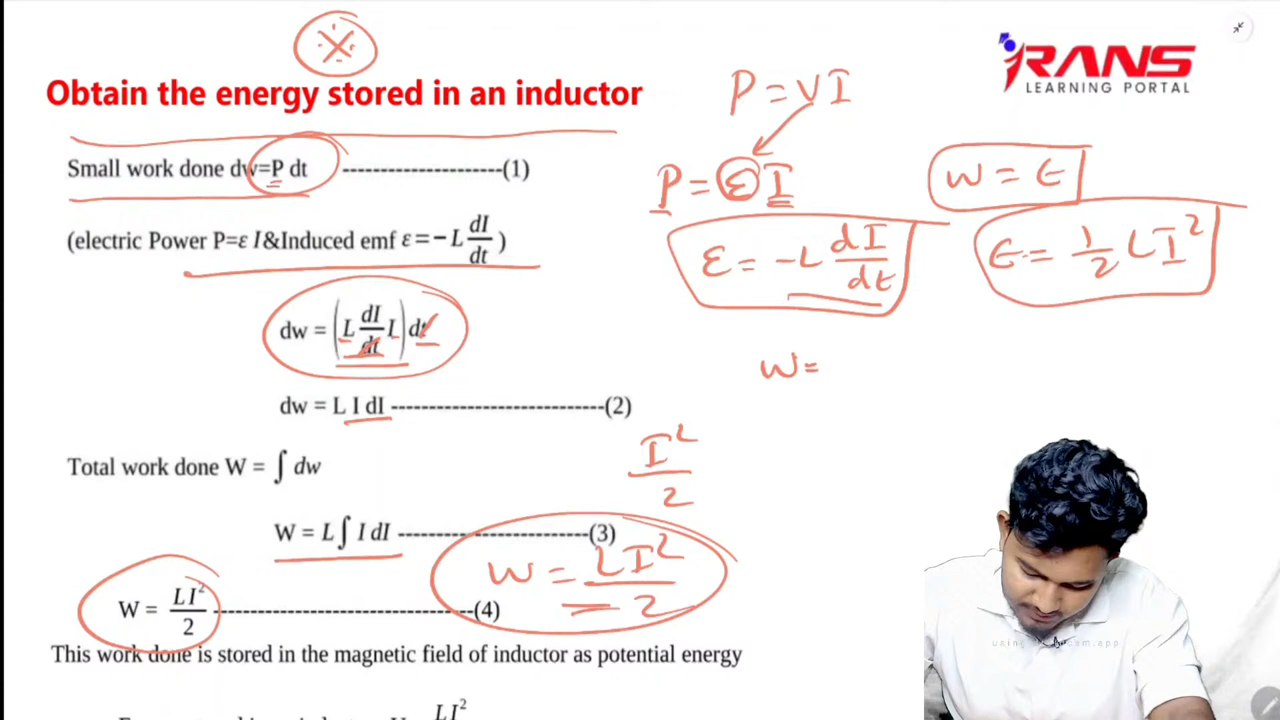 Obtain the energy stored in an inductor
RANS
LEARNING PORTAL
P = VI
Small work done dw=P dt ----------------------(1)
P = ε I
W = E
(electric Power P=ε I &Induced emf ε=−L dI/dt)
ε = -L dI/dt
E = 1/2 LI²
dw = (L dI/dt I) dt
W =
dw = L I dI -----------------------------(2)
I²/2
Total work done W = ∫ dw
W = L ∫ I dI --------------------------(3)
W = LI²/2
W = LI²/2 -----------------------------------(4)
This work done is stored in the magnetic field of inductor as potential energy
LI²